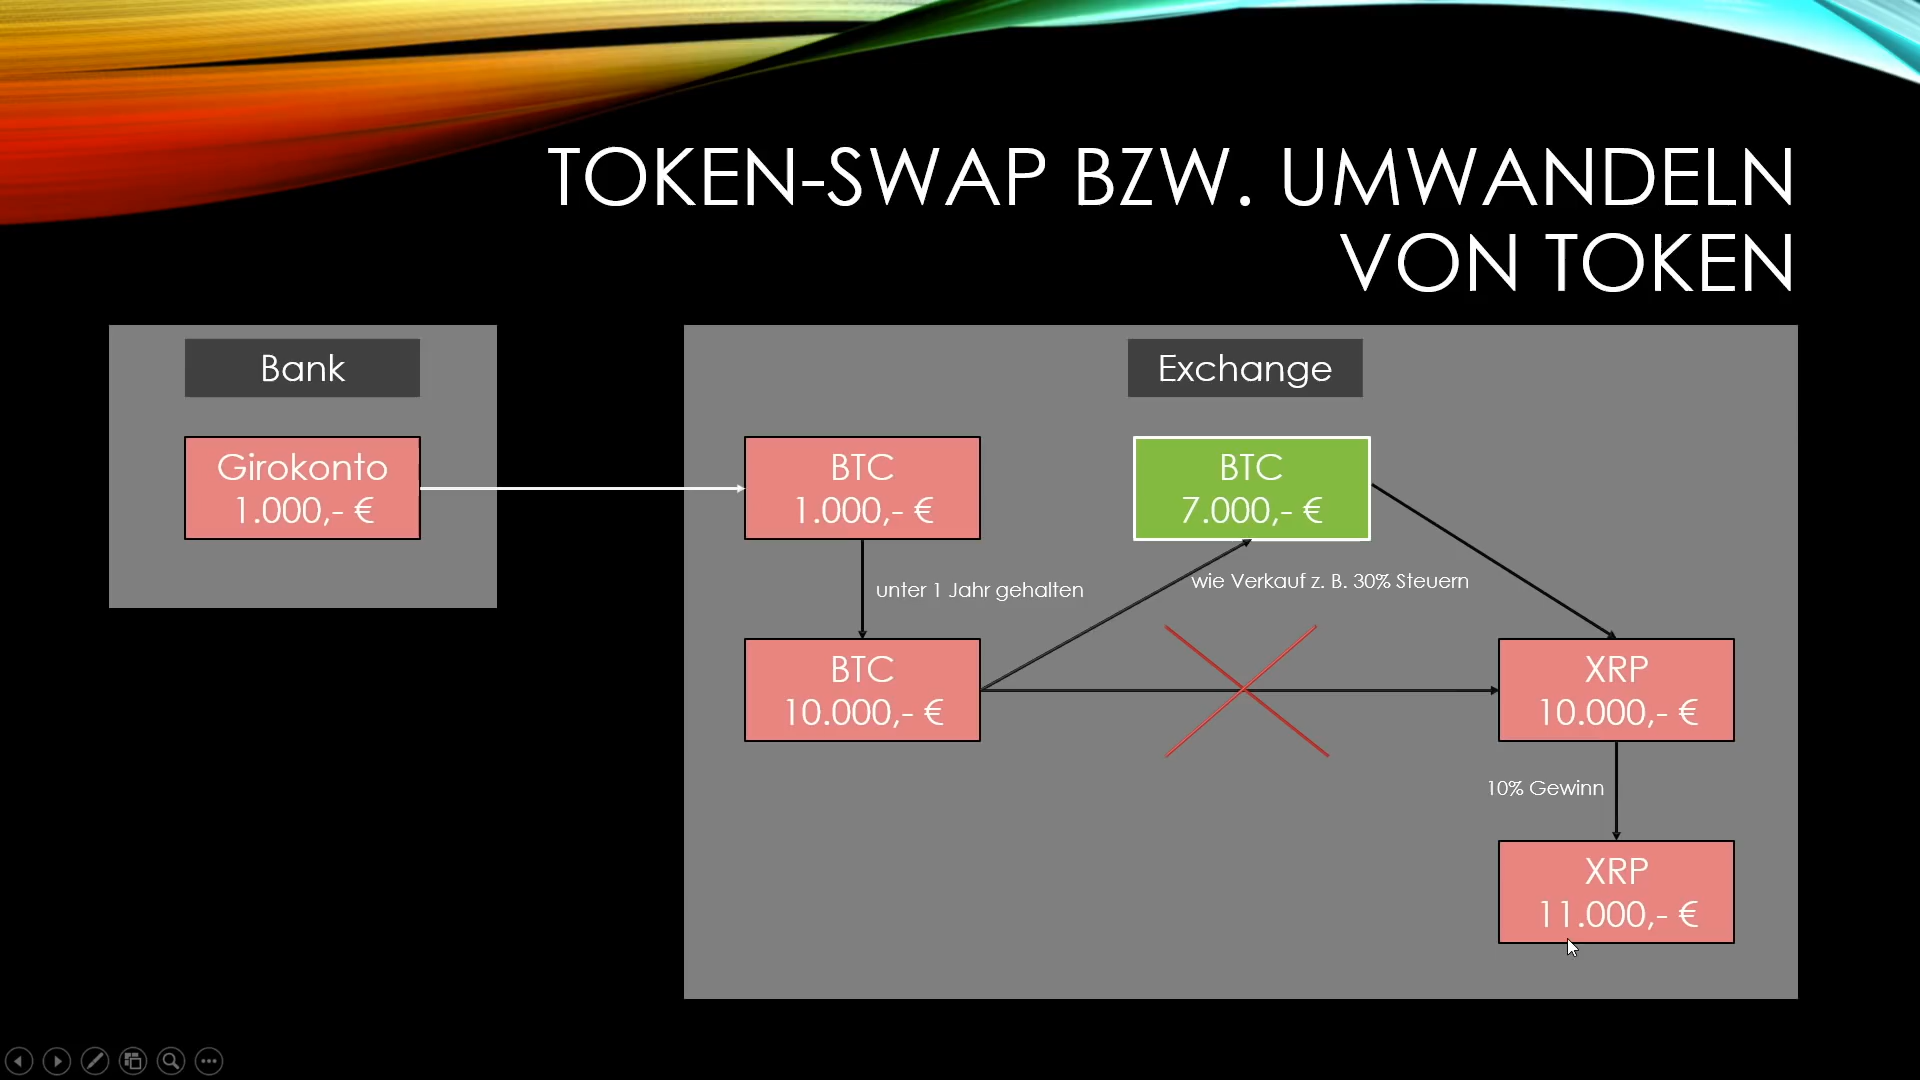 TOKEN-SWAP BZW. UMWANDELN
VON TOKEN
Bank
Girokonto
1.000,- €
Exchange
BTC
1.000,- €
BTC
7.000,- €
unter 1 Jahr gehalten
wie Verkauf z. B. 30% Steuern
BTC
10.000,- €
XRP
10.000,- €
10% Gewinn
XRP
11.000,- €